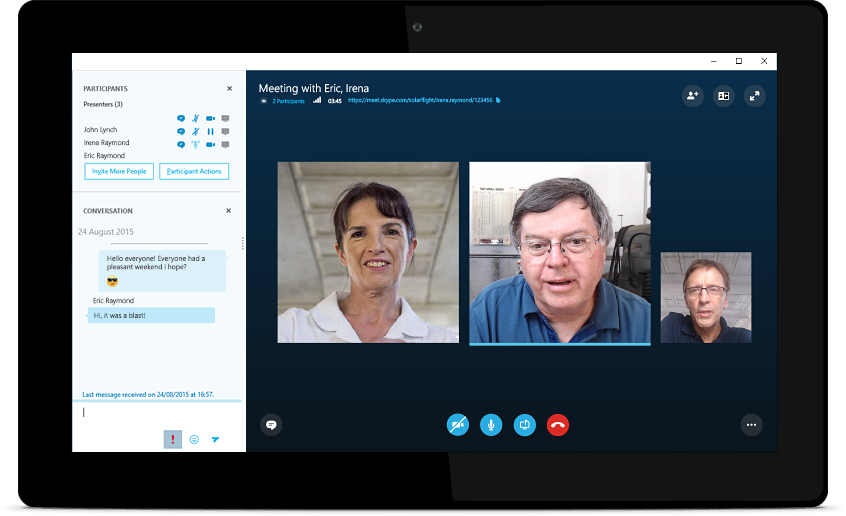 PARTICIPANTS
Presenters (3)
John Lynch
Irene Raymond
Eric Raymond
Invite More People
Participant Actions
CONVERSATION
24 August 2015
Hello everyone! Everyone had a
pleasant weekend i hope?
Eric Raymond
Hi, it was a blast!
Last message received on 24/08/2015 at 16:57.
Meeting with Eric, Irena
2 Participants
03:45
https://meet.skype.com/solarflight/irena.raymond/123456